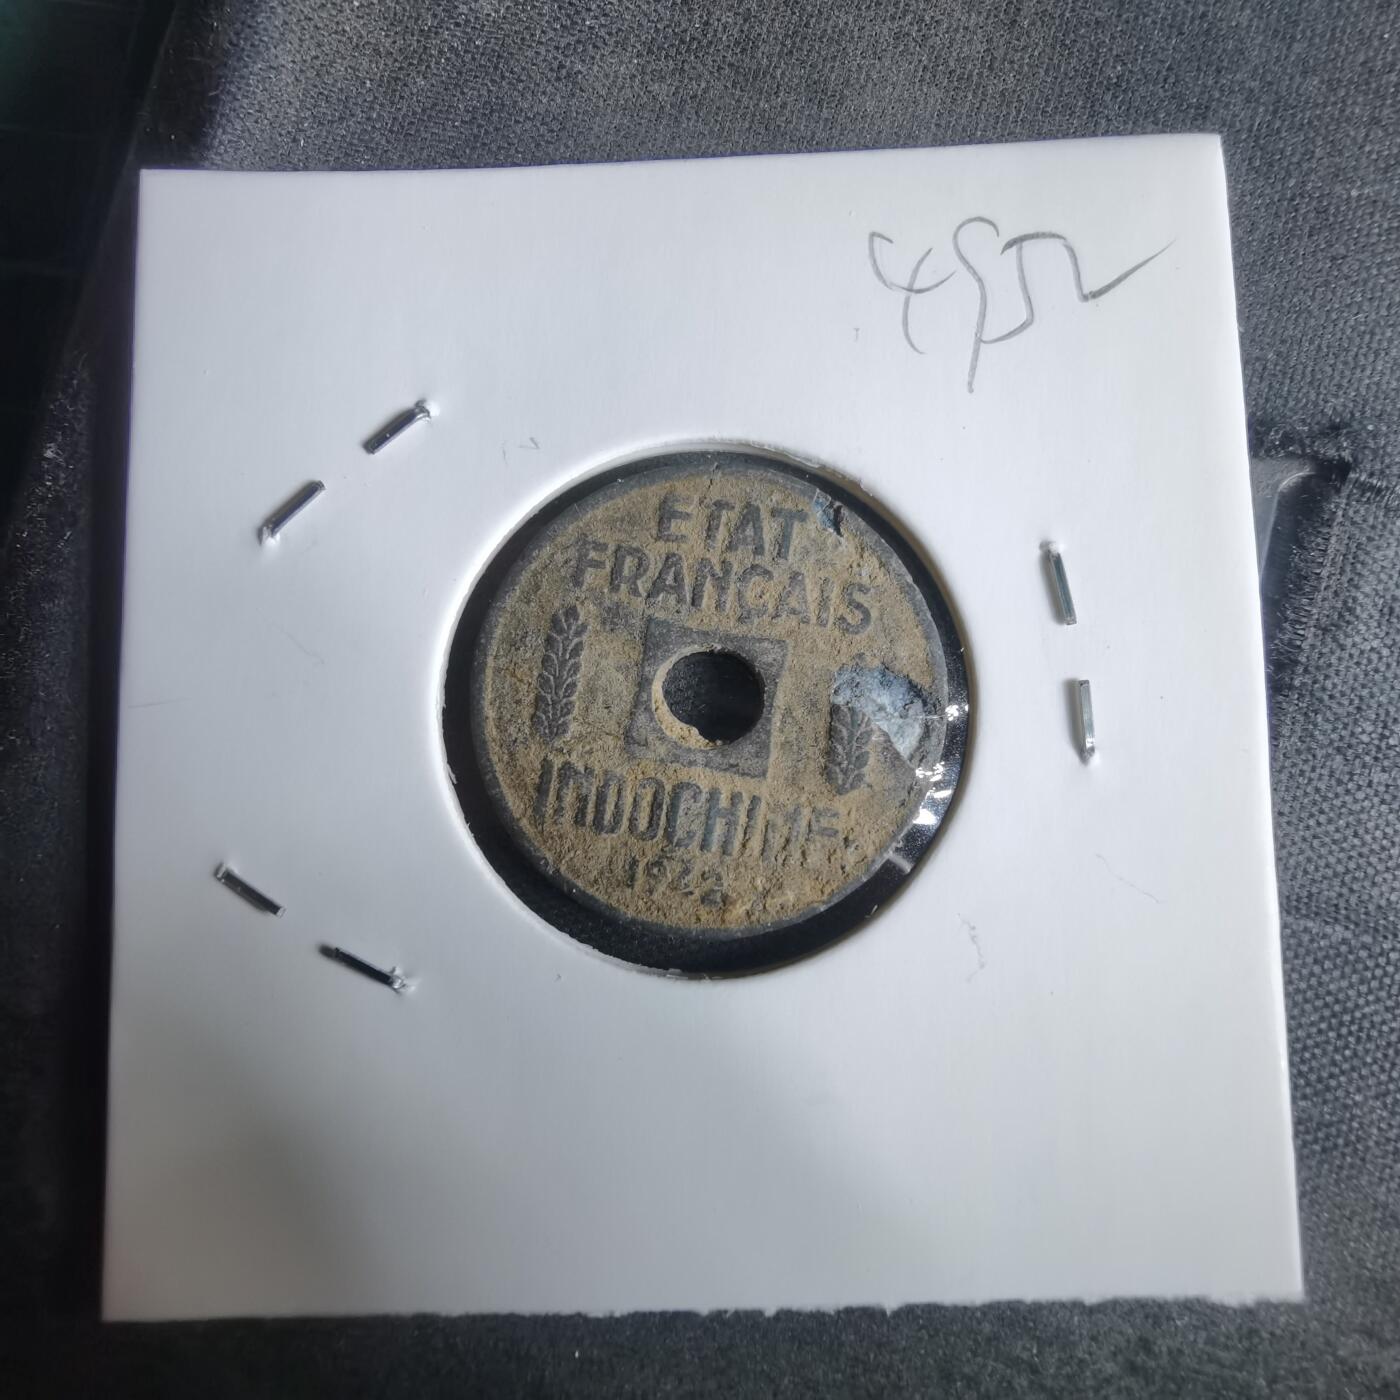 ETAT
FRANÇAIS
INDOCHINE
1942